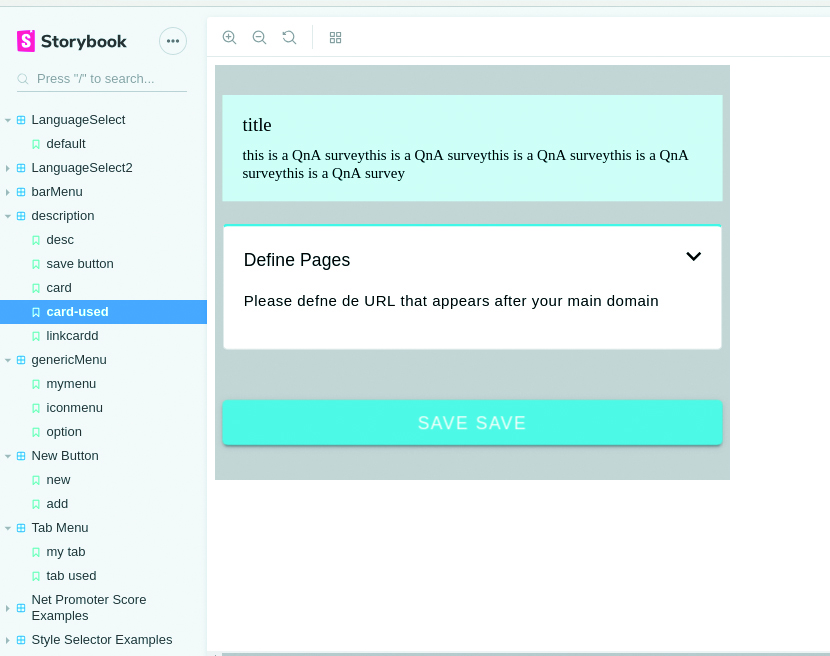 Storybook
Press "/" to search...
LanguageSelect
default
LanguageSelect2
barMenu
description
desc
save button
card
card-used
linkcardd
genericMenu
mymenu
iconmenu
option
New Button
new
add
Tab Menu
my tab
tab used
Net Promoter Score
Examples
Style Selector Examples
title
this is a QnA surveythis is a QnA surveythis is a QnA surveythis is a QnA
surveythis is a QnA survey
Define Pages
Please defne de URL that appears after your main domain
SAVE SAVE